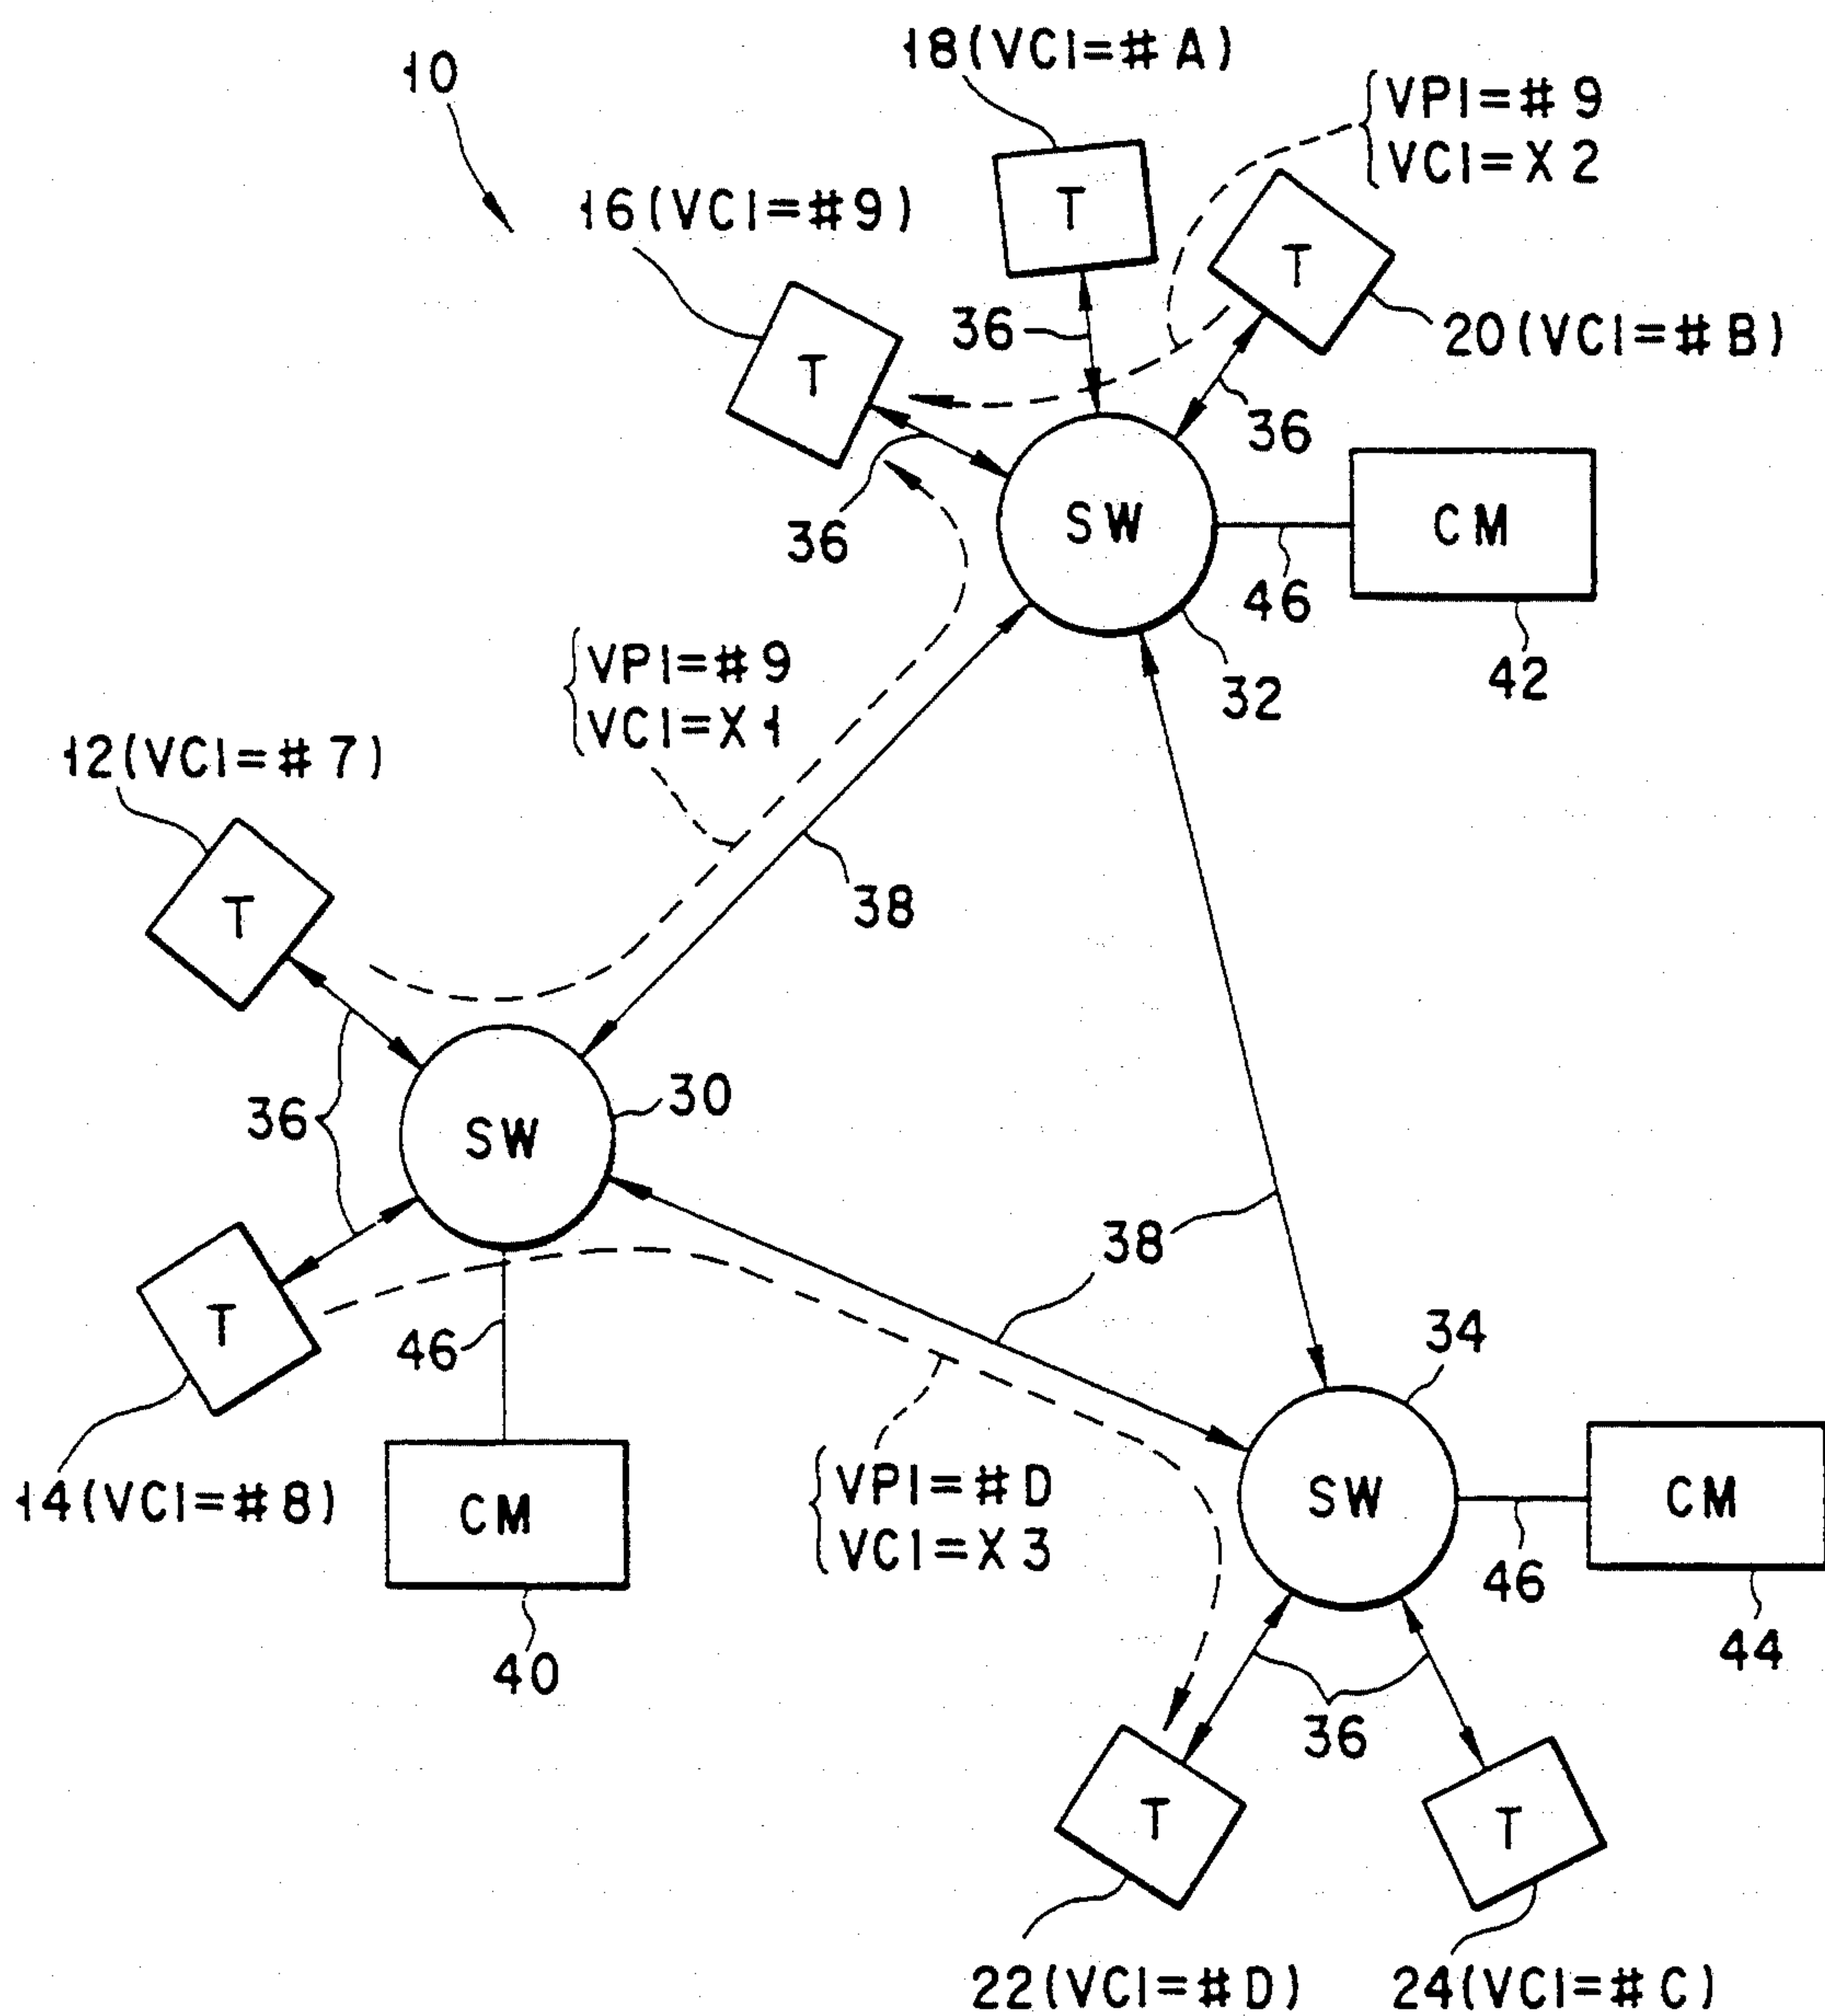 18(VCI=#A)
10
VPI=#9
VCI=X2
16(VCI=#9)
T
T
36
20(VCI=#B)
T
36
36
SW
CM
46
42
32
VPI=#9
VCI=X1
12(VCI=#7)
38
T
30
36
SW
38
34
T
46
14(VCI=#8)
CM
VPI=#D
VCI=X3
SW
CM
46
40
44
36
T
T
22(VCI=#D)
24(VCI=#C)